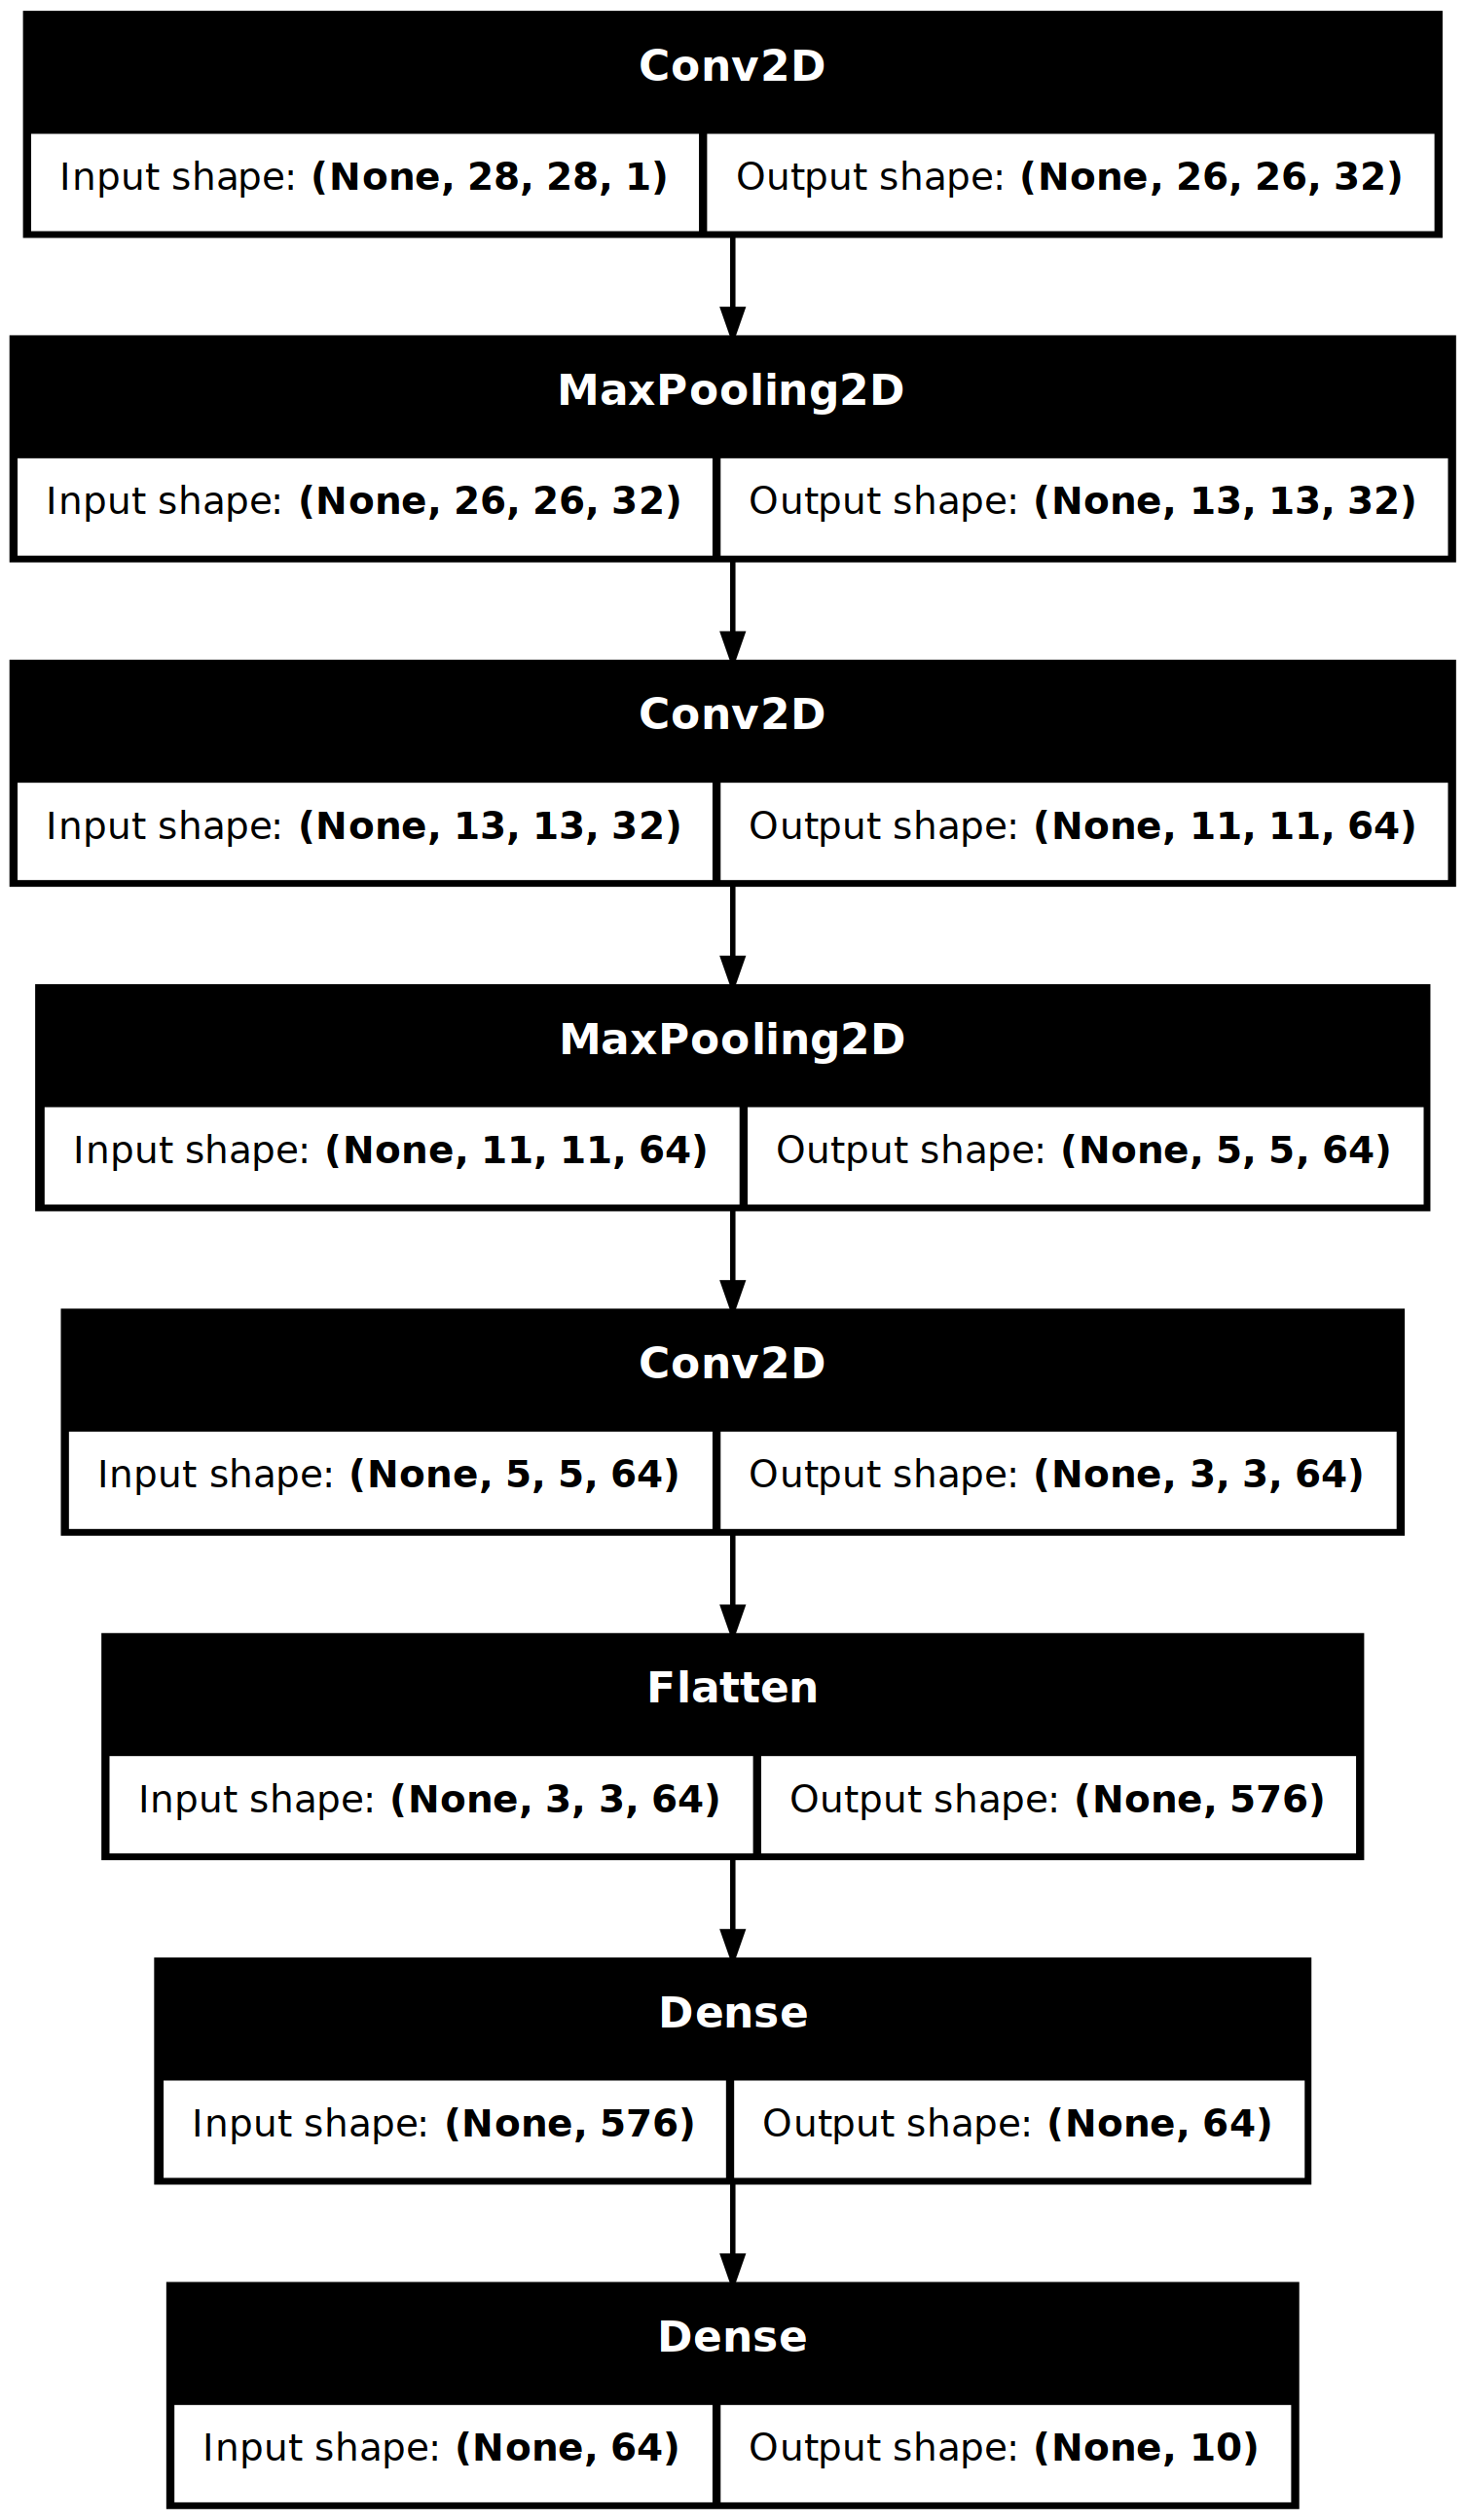 Conv2D
Input shape: (None, 28, 28, 1) Output shape: (None, 26, 26, 32)
MaxPooling2D
Input shape: (None, 26, 26, 32) Output shape: (None, 13, 13, 32)
Conv2D
Input shape: (None, 13, 13, 32) Output shape: (None, 11, 11, 64)
MaxPooling2D
Input shape: (None, 11, 11, 64) Output shape: (None, 5, 5, 64)
Conv2D
Input shape: (None, 5, 5, 64) Output shape: (None, 3, 3, 64)
Flatten
Input shape: (None, 3, 3, 64) Output shape: (None, 576)
Dense
Input shape: (None, 576) Output shape: (None, 64)
Dense
Input shape: (None, 64) Output shape: (None, 10)